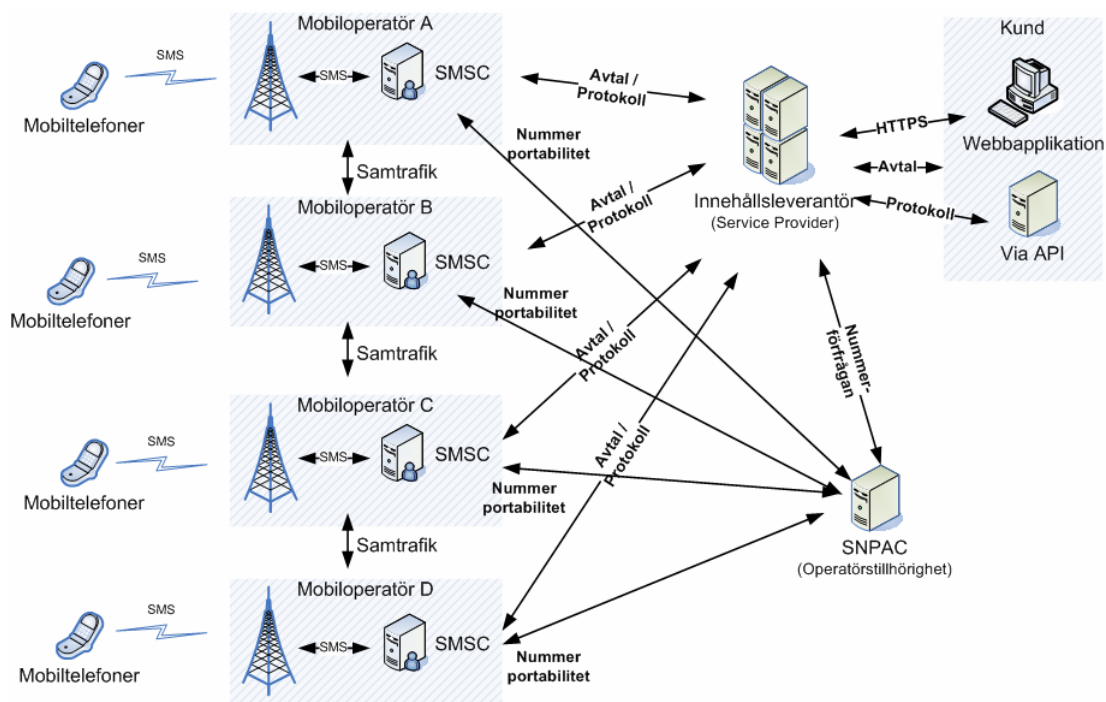 Mobiloperatör A
SMS
SMS
SMSC
Mobiltelefoner
Avtal /
Protokoll
Nummer
portabilitet
Samtrafik
Kund
HTTPS
Webbapplikation
Avtal
Protokoll
Via API
Innehållsleverantör
(Service Provider)
Mobiloperatör B
SMS
SMS
SMSC
Mobiltelefoner
Avtal /
Protokoll
Nummer
portabilitet
Samtrafik
Avtal /
Protokoll
Nummer-
förfrågan
Mobiloperatör C
SMS
SMS
SMSC
Mobiltelefoner
Nummer
portabilitet
Avtal /
Protokoll
Samtrafik
SNPAC
(Operatörstillhörighet)
Mobiloperatör D
SMS
SMS
SMSC
Mobiltelefoner
Nummer
portabilitet